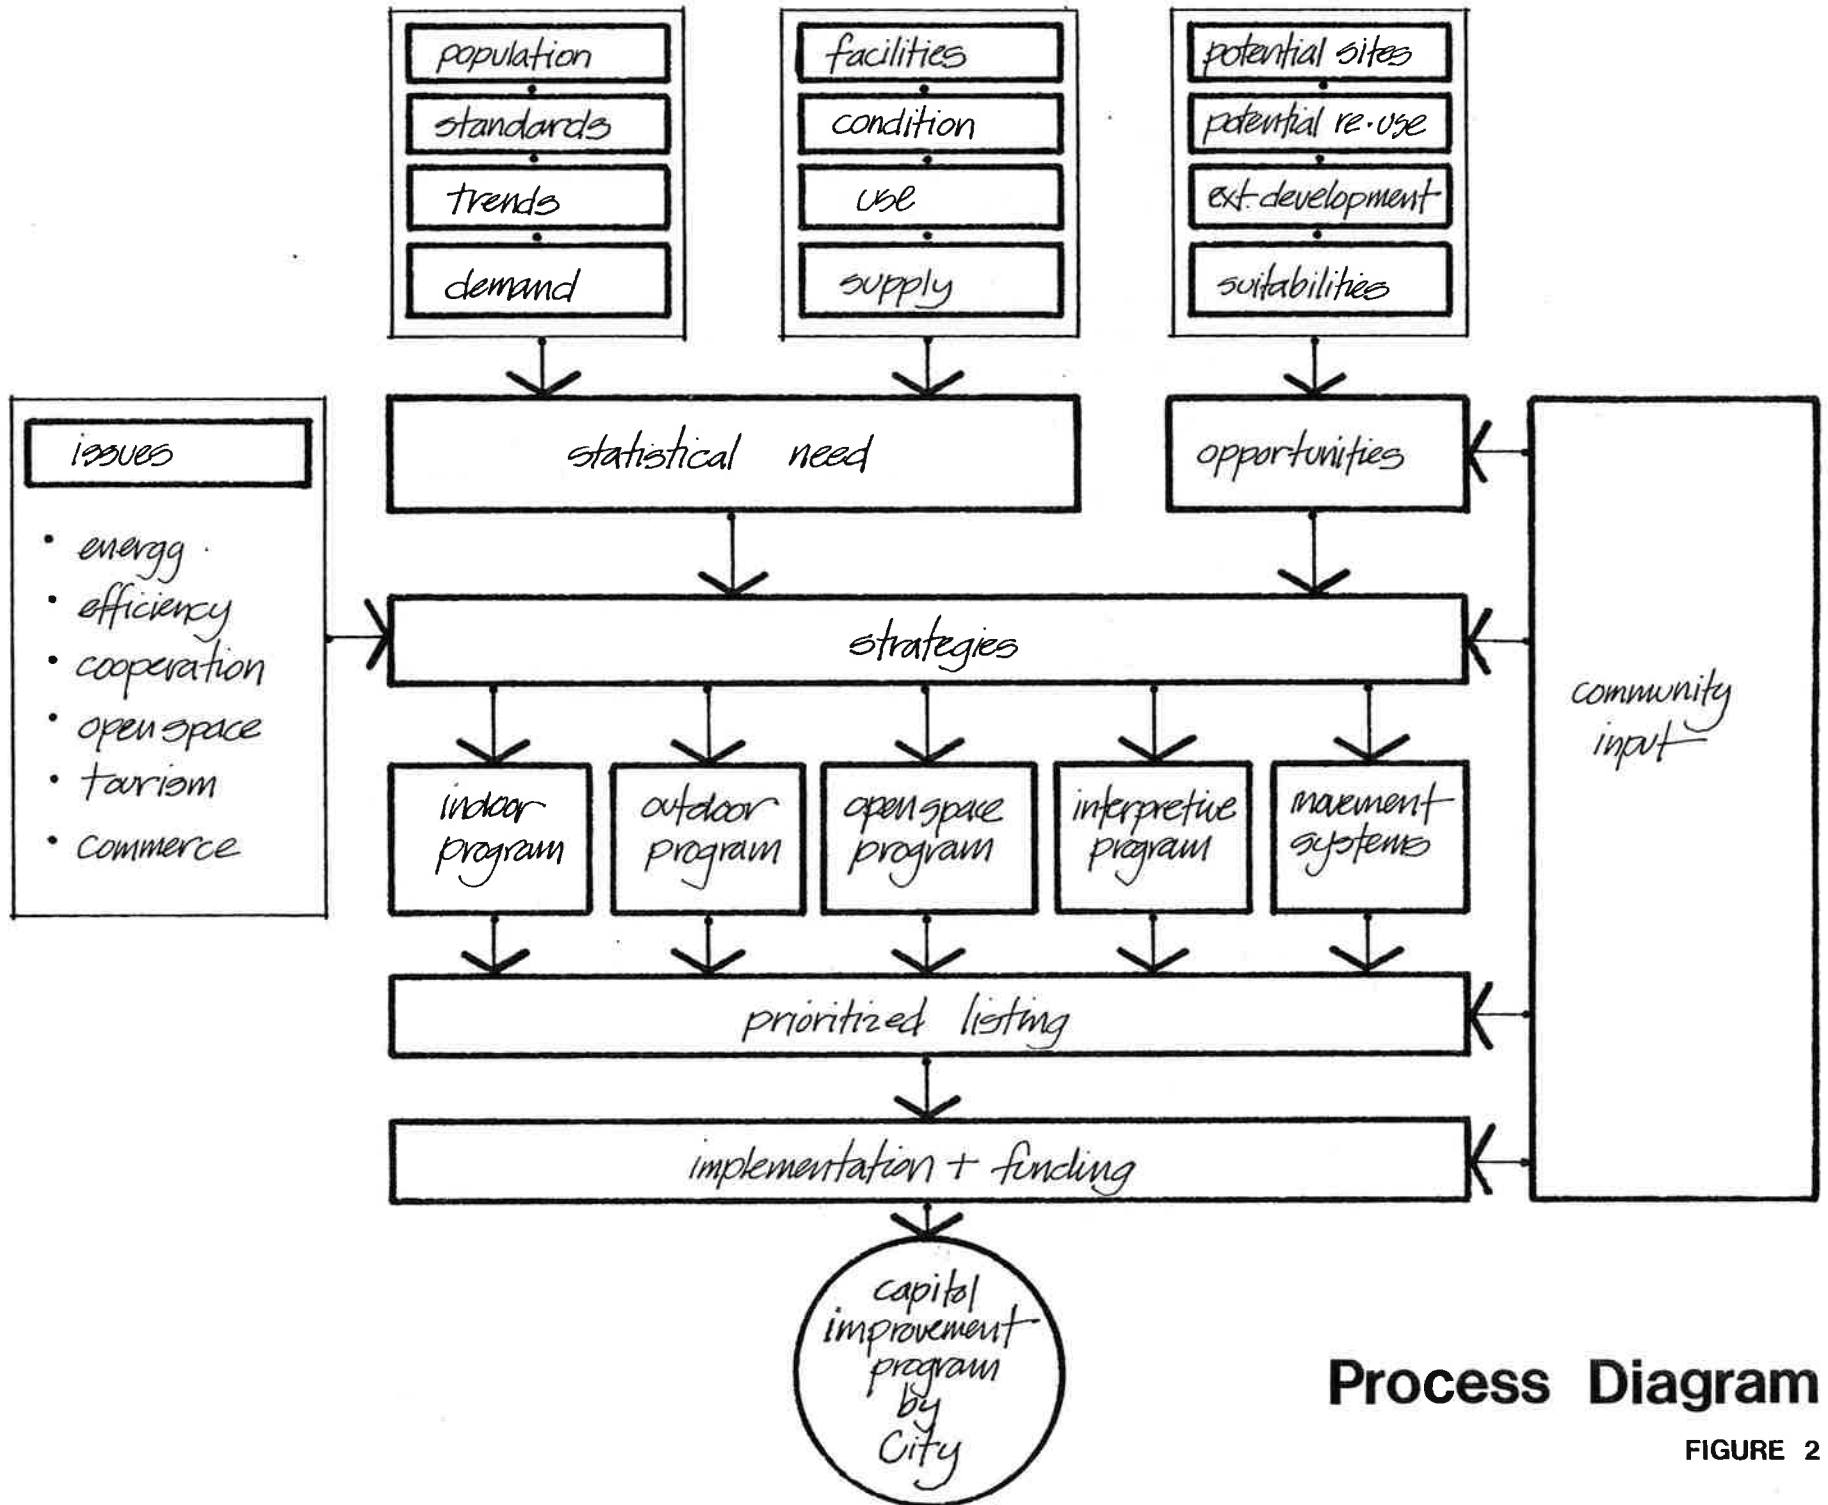 population
standards
trends
demand
facilities
condition
use
supply
potential sites
potential re-use
ext. development
suitabilities
issues
• energy
• efficiency
• cooperation
• open space
• tourism
• commerce
statistical need
opportunities
strategies
community
input
indoor
program
outdoor
program
open space
program
interpretive
program
movement
systems
prioritized listing
implementation + funding
capitol
improvement
program
by
City
Process Diagram
FIGURE 2